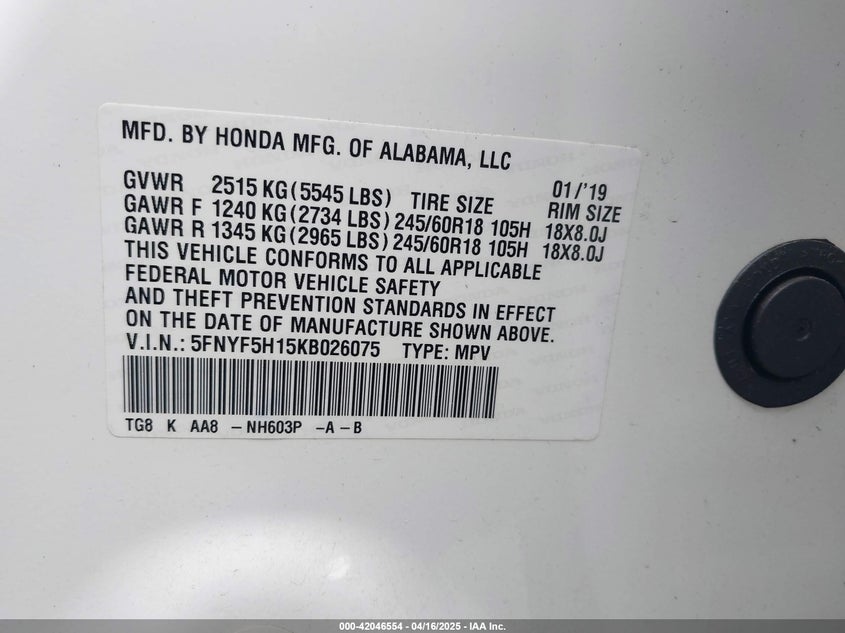 MFD. BY HONDA MFG. OF ALABAMA, LLC
GVWR 2515 KG (5545 LBS) TIRE SIZE 01/'19 RIM SIZE
GAWR F 1240 KG (2734 LBS) 245/60R18 105H 18X8.0J
GAWR R 1345 KG (2965 LBS) 245/60R18 105H 18X8.0J
THIS VEHICLE CONFORMS TO ALL APPLICABLE
FEDERAL MOTOR VEHICLE SAFETY
AND THEFT PREVENTION STANDARDS IN EFFECT
ON THE DATE OF MANUFACTURE SHOWN ABOVE.
V.I.N.: 5FNYF5H15KB026075 TYPE: MPV
TG8 K AA8 - NH603P - A - B
000-42046554 - 04/16/2025 - IAA Inc.